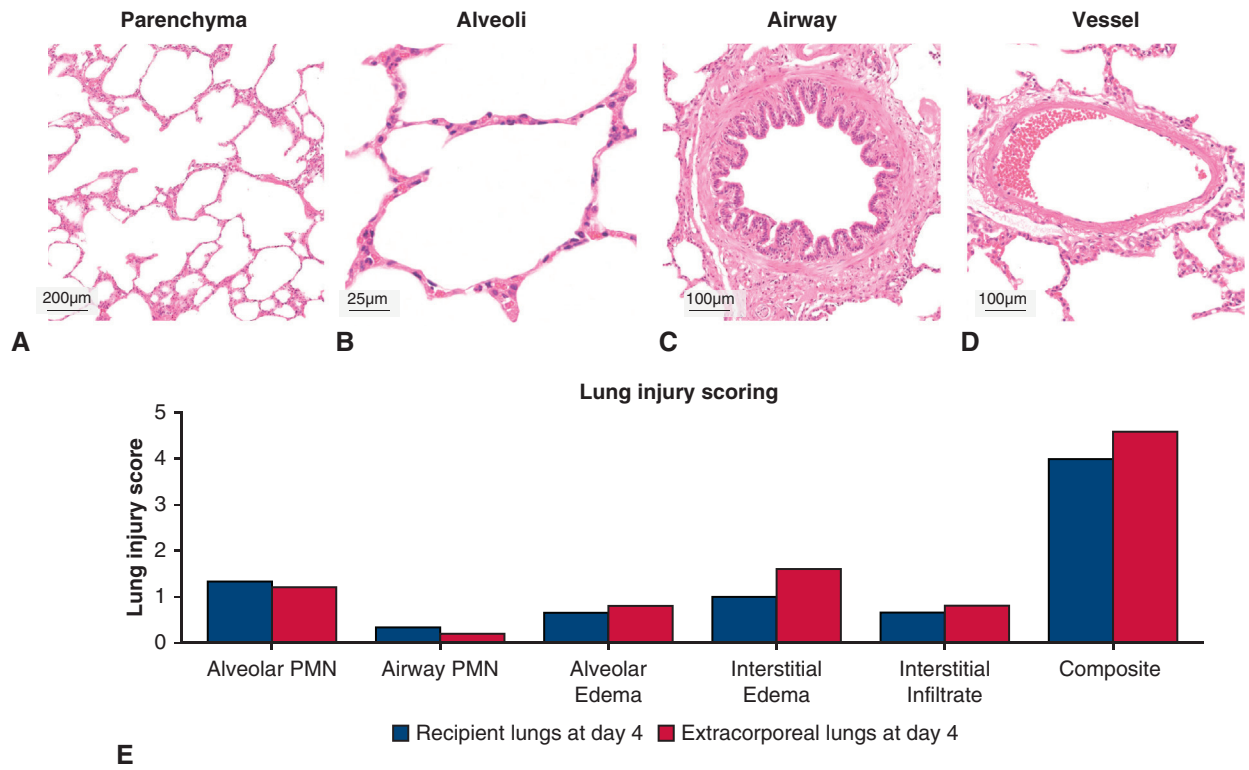 Parenchyma
Alveoli
Airway
Vessel
200µm
25µm
100µm
100µm
A
B
C
D
Lung injury scoring
Lung injury score
5
4
3
2
1
0
Alveolar PMN
Airway PMN
Alveolar
Edema
Interstitial
Edema
Interstitial
Infiltrate
Composite
Recipient lungs at day 4
Extracorporeal lungs at day 4
E